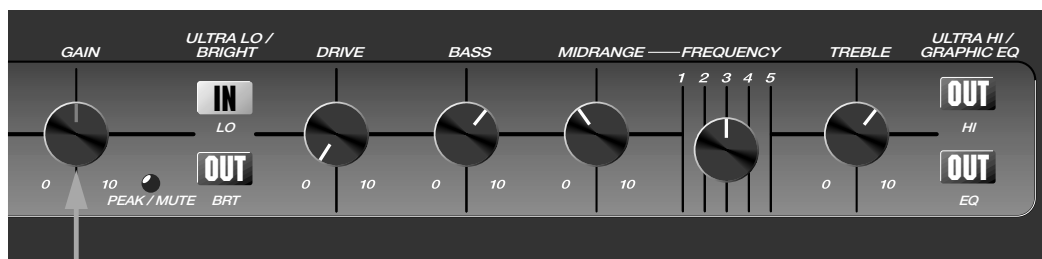 GAIN
ULTRA LO /
BRIGHT
DRIVE
BASS
MIDRANGE
FREQUENCY
TREBLE
ULTRA HI /
GRAPHIC EQ
1 2 3 4 5
IN
LO
OUT
BRT
OUT
HI
OUT
EQ
0 10
PEAK / MUTE
0 10
0 10
0 10
0 10